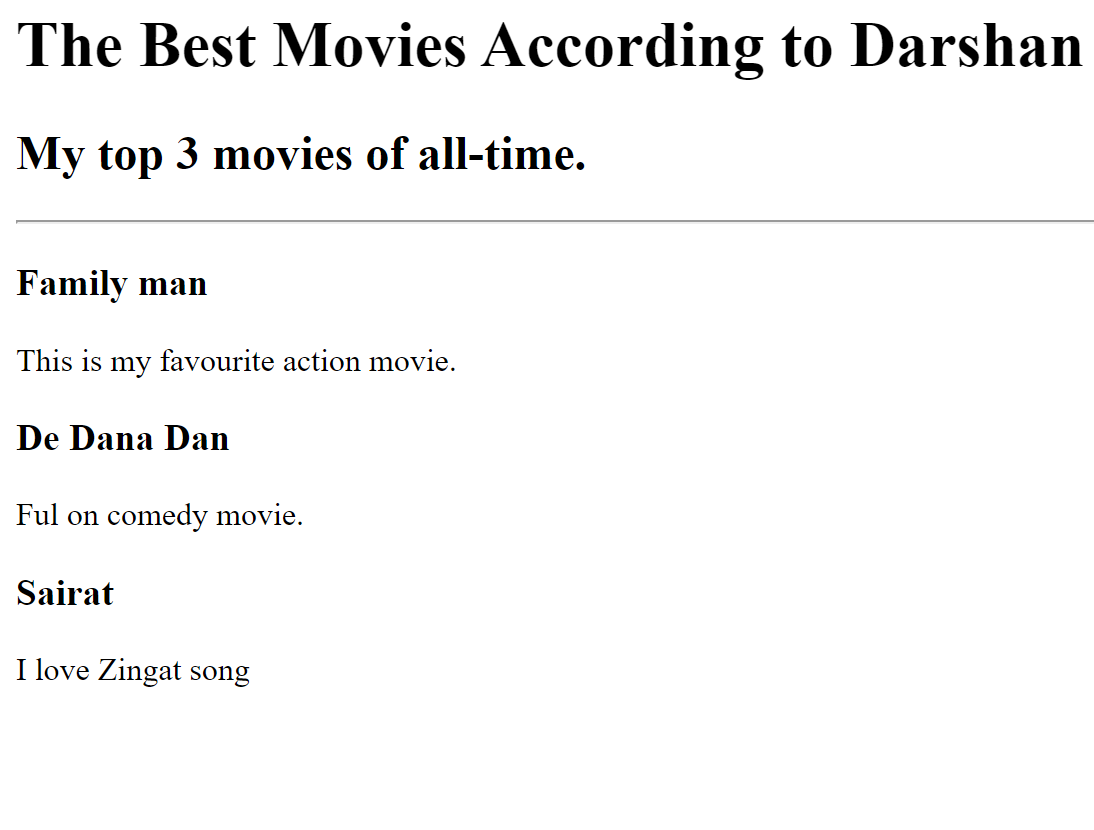 The Best Movies According to Darshan
My top 3 movies of all-time.
Family man
This is my favourite action movie.
De Dana Dan
Ful on comedy movie.
Sairat
I love Zingat song